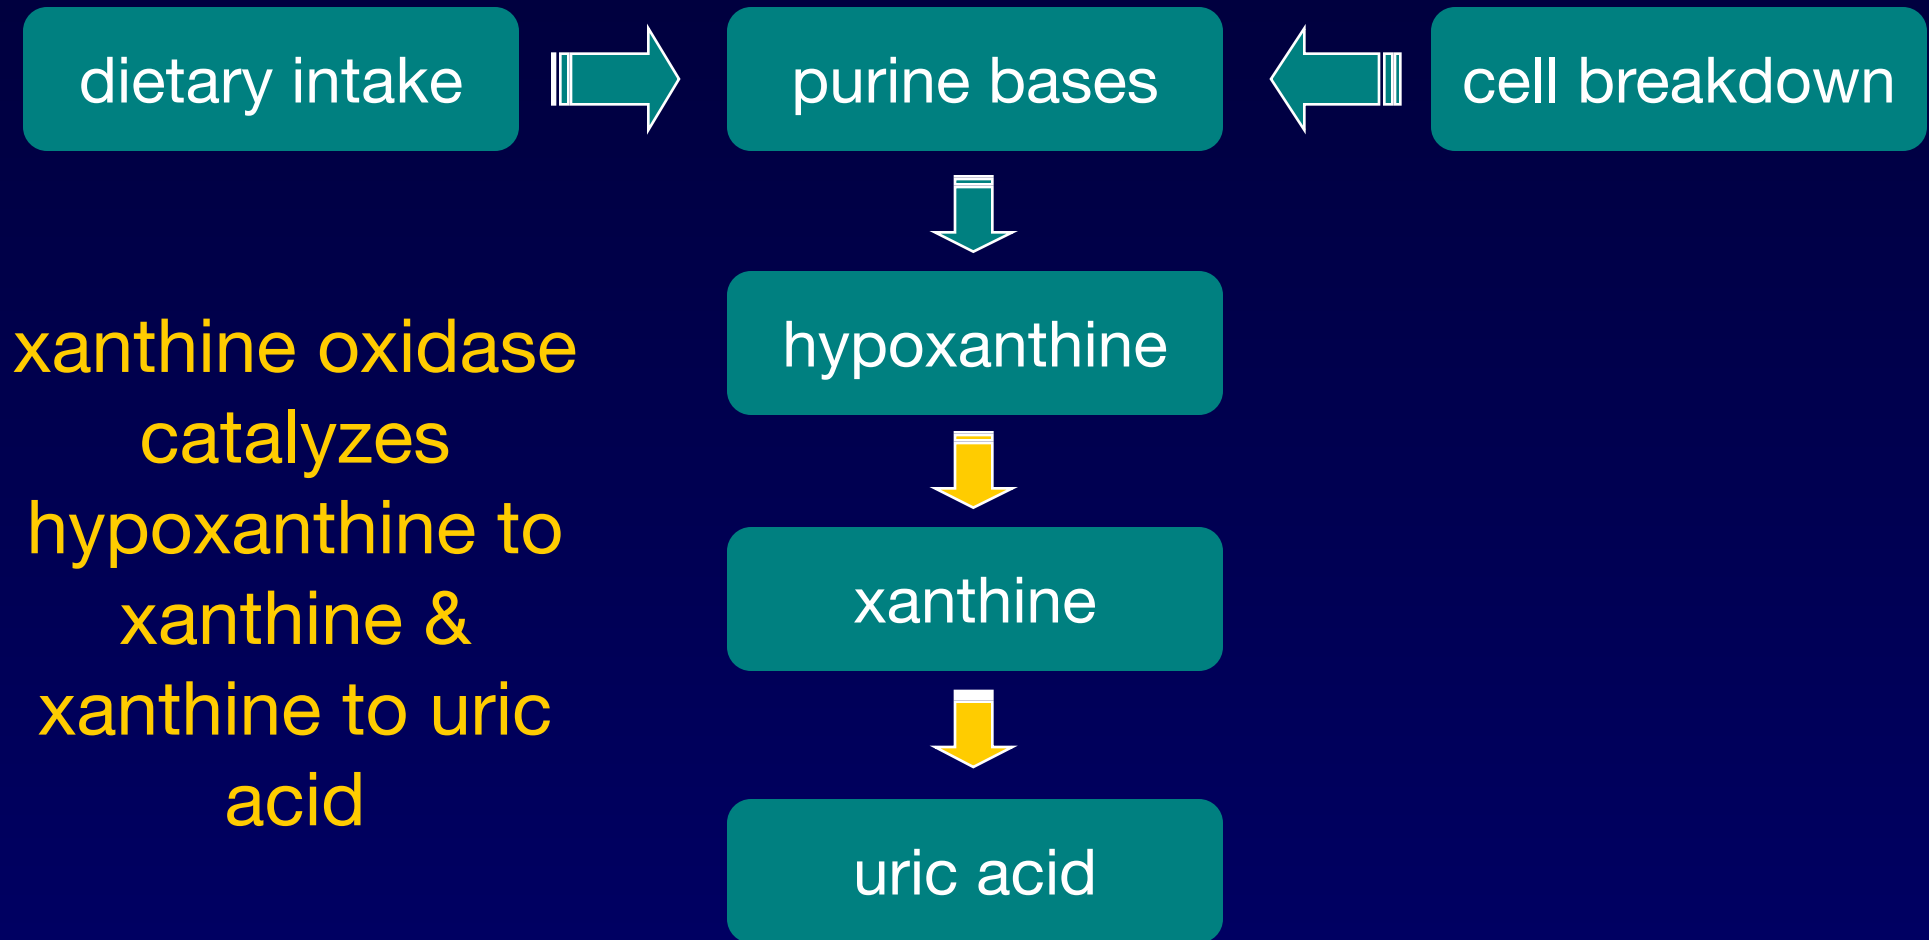 dietary intake
purine bases
cell breakdown
hypoxanthine
xanthine oxidase
catalyzes
hypoxanthine to
xanthine &
xanthine to uric
acid
xanthine
uric acid